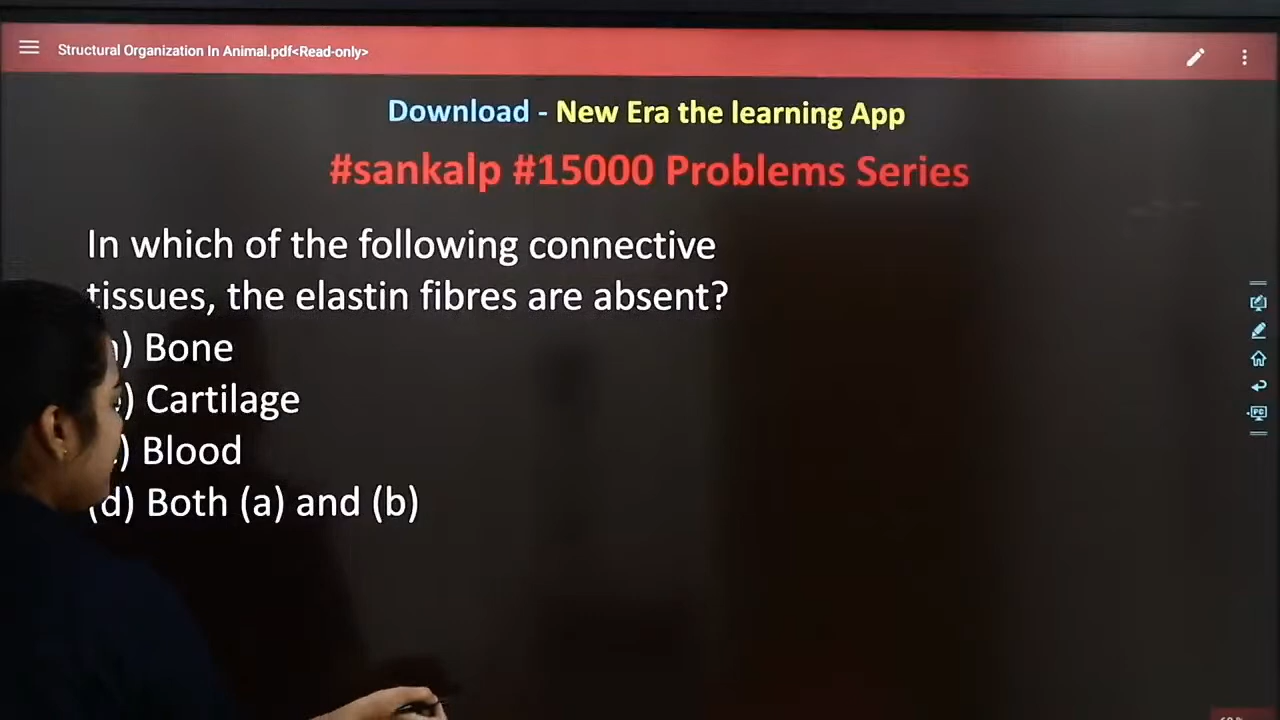 Structural Organization In Animal.pdf<Read-only>
Download - New Era the learning App
#sankalp #15000 Problems Series
In which of the following connective
tissues, the elastin fibres are absent?
) Bone
) Cartilage
) Blood
(d) Both (a) and (b)
PC